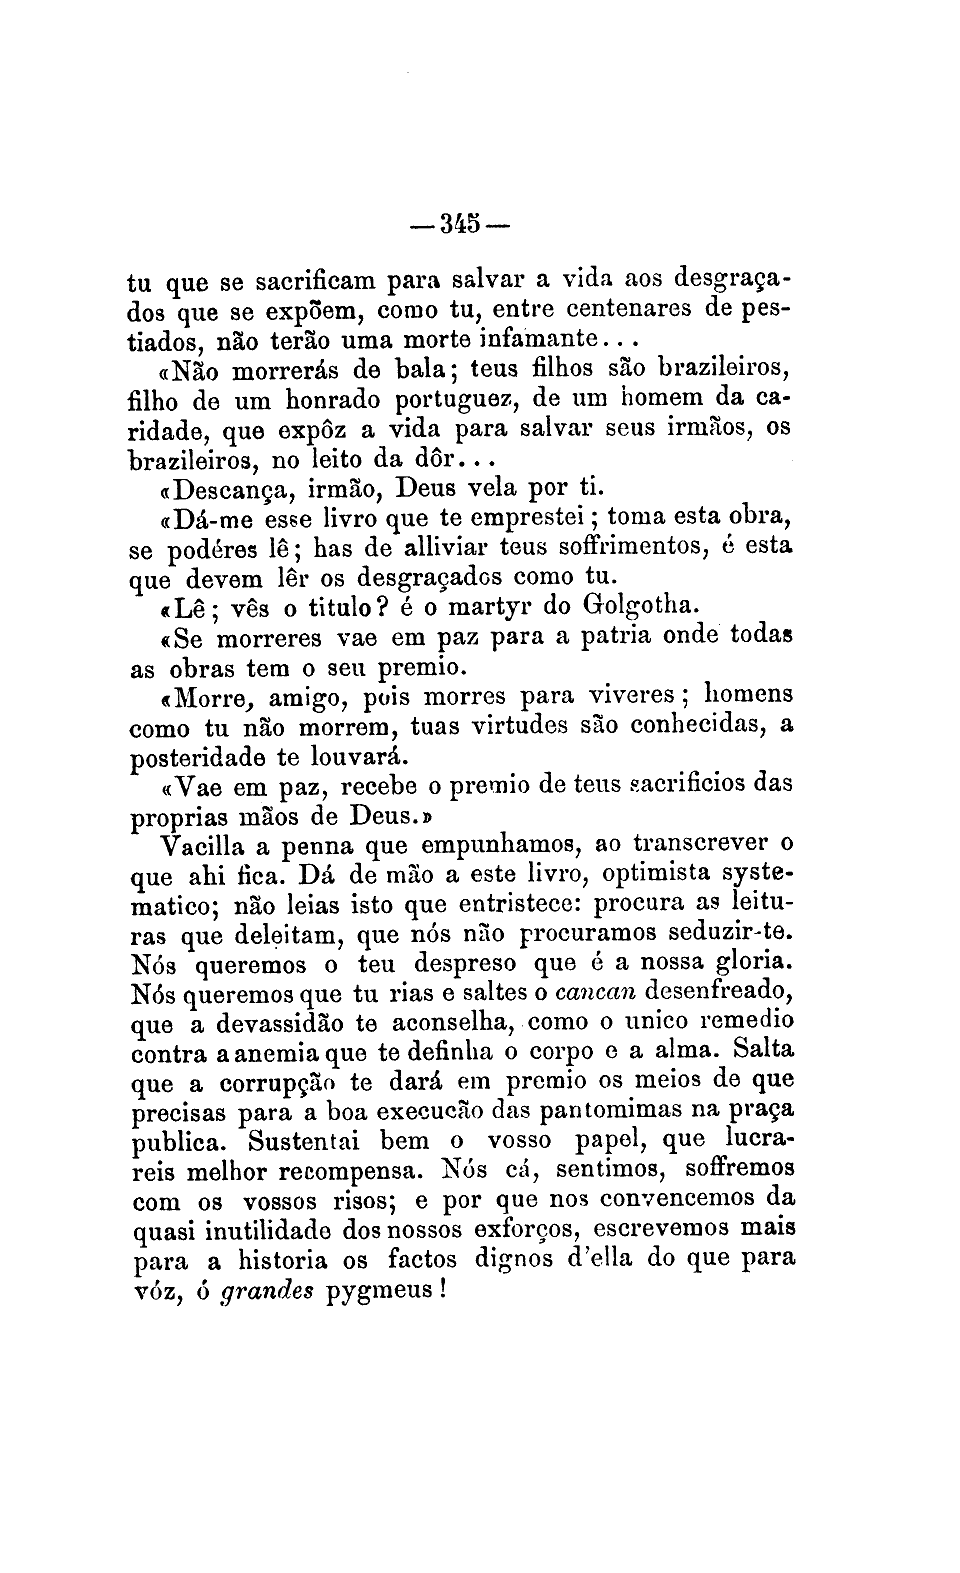 —345—
tu que se sacrificam para salvar a vida aos desgraça-
dos que se expõem, como tu, entre centenares de pes-
tiados, não terão uma morte infamante...
«Não morrerás de bala; teus filhos são brazileiros,
filho de um honrado portuguez, de um homem da ca-
ridade, que expôz a vida para salvar seus irmãos, os
brazileiros, no leito da dôr...
«Descança, irmão, Deus vela por ti.
«Dá-me esse livro que te emprestei; toma esta obra,
se podéres lê; has de alliviar teus soffrimentos, é esta
que devem lêr os desgraçados como tu.
«Lê; vês o titulo? é o martyr do Golgotha.
«Se morreres vae em paz para a patria onde todas
as obras tem o seu premio.
«Morre, amigo, pois morres para viveres; homens
como tu não morrem, tuas virtudes são conhecidas, a
posteridade te louvará.
«Vae em paz, recebe o premio de teus sacrificios das
proprias mãos de Deus.»
Vacilla a penna que empunhamos, ao transcrever o
que ahi fica. Dá de mão a este livro, optimista syste-
matico; não leias isto que entristece: procura as leitu-
ras que deleitam, que nós não procuramos seduzir-te.
Nós queremos o teu despreso que é a nossa gloria.
Nós queremos que tu rias e saltes o cancan desenfreado,
que a devassidão te aconselha, como o unico remedio
contra a anemia que te definha o corpo e a alma. Salta
que a corrupção te dará em premio os meios de que
precisas para a boa execucão das pantomimas na praça
publica. Sustentai bem o vosso papel, que lucra-
reis melhor recompensa. Nós cá, sentimos, soffremos
com os vossos risos; e por que nos convencemos da
quasi inutilidade dos nossos exforços, escrevemos mais
para a historia os factos dignos d'ella do que para
vóz, ó grandes pygmeus!